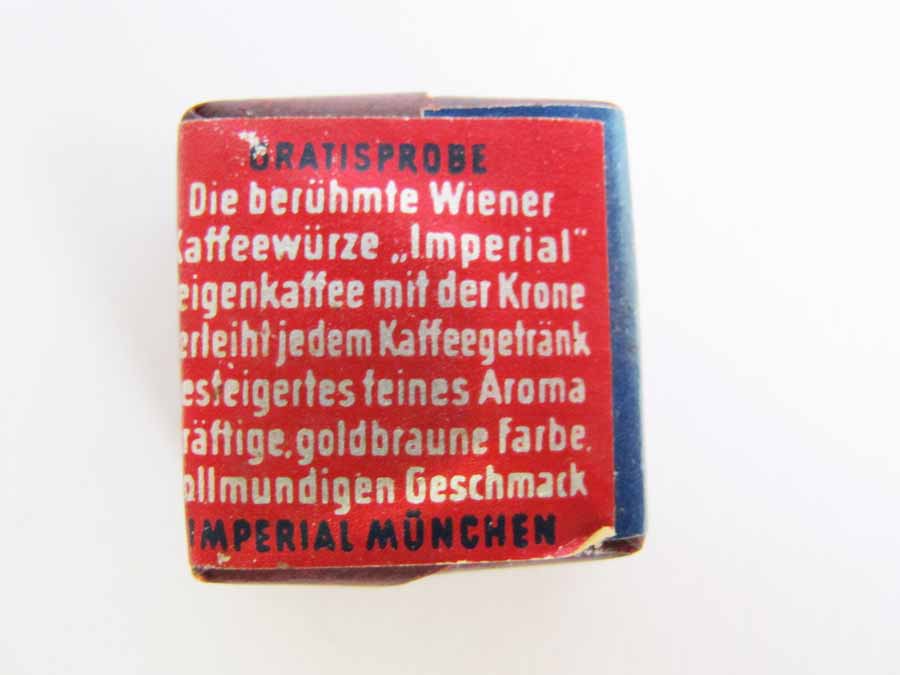 GRATISPROBE
Die berühmte Wiener
Kaffeewürze „Imperial"
eigenkaffee mit der Krone
erleiht jedem Kaffeegetränk
esteigertes feines Aroma
räftige, goldbraune Farbe,
ollmundigen Geschmack
IMPERIAL MÜNCHEN